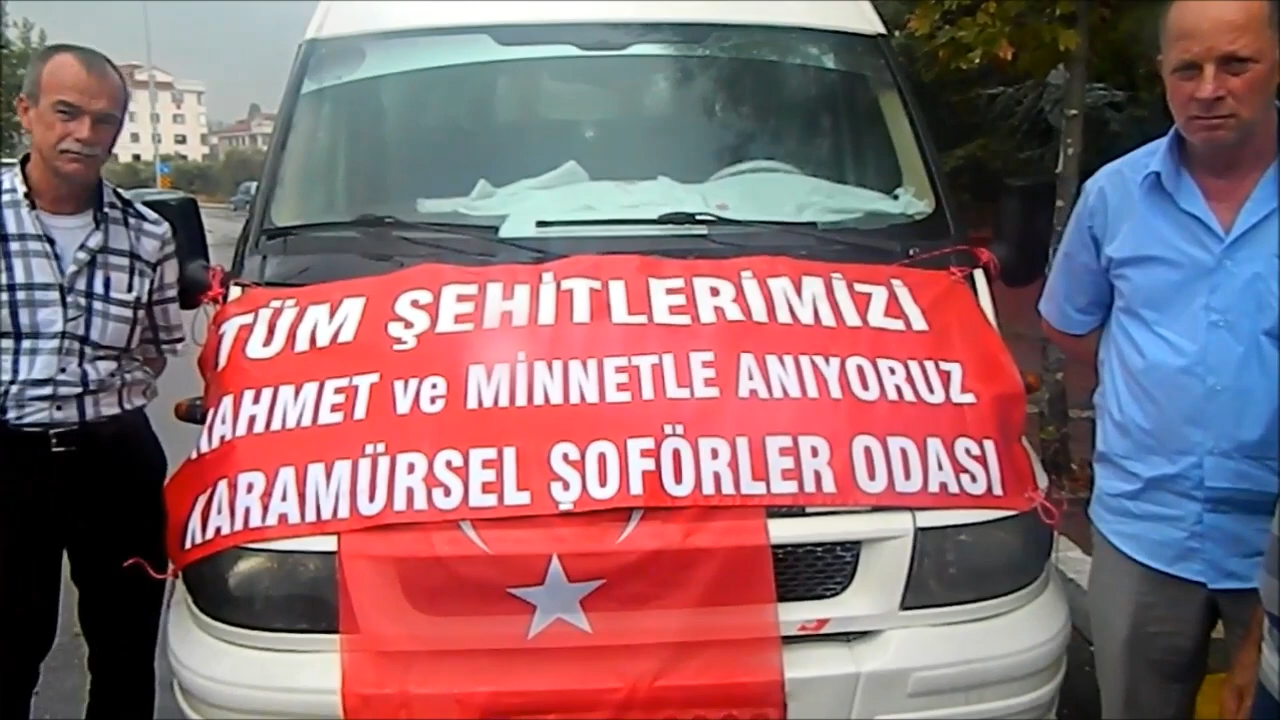 TÜM ŞEHİTLERİMİZİ
RAHMET ve MİNNETLE ANIYORUZ
KARAMÜRSEL ŞOFÖRLER ODASI